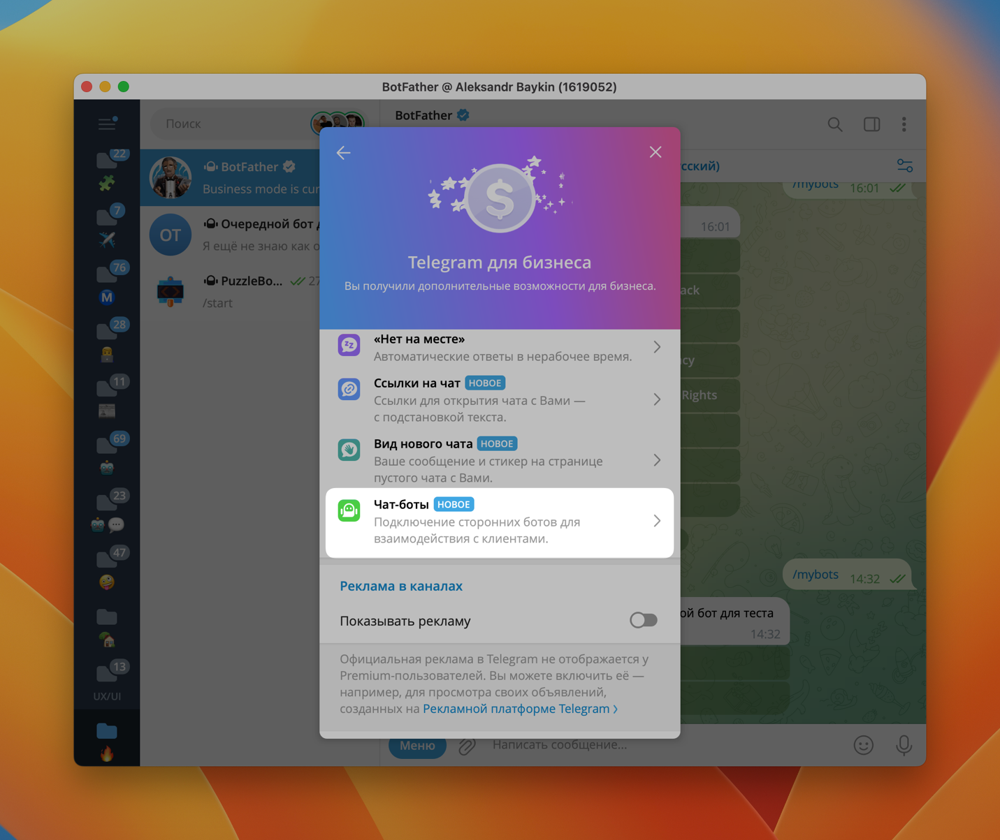 BotFather @ Aleksandr Baykin (1619052)
Поиск
22
7
76
M
28
11
69
23
47
13
UX/UI
BotFather
Business mode is cur
ОТ
Очередной бот
Я ещё не знаю как о
PuzzleBo...
27
/start
BotFather
сский)
/mybots 16:01
16:01
ack
cy
Rights
/mybots 14:32
ой бот для теста
14:32
$
Telegram для бизнеса
Вы получили дополнительные возможности для бизнеса.
zz
«Нет на месте»
Автоматические ответы в нерабочее время.
Ссылки на чат НОВОЕ
Ссылки для открытия чата с Вами —
с подстановкой текста.
Вид нового чата НОВОЕ
Ваше сообщение и стикер на странице
пустого чата с Вами.
Чат-боты НОВОЕ
Подключение сторонних ботов для
взаимодействия с клиентами.
Реклама в каналах
Показывать рекламу
Официальная реклама в Telegram не отображается у
Premium-пользователей. Вы можете включить её —
например, для просмотра своих объявлений,
созданных на Рекламной платформе Telegram ›
Меню
Написать сообщение...